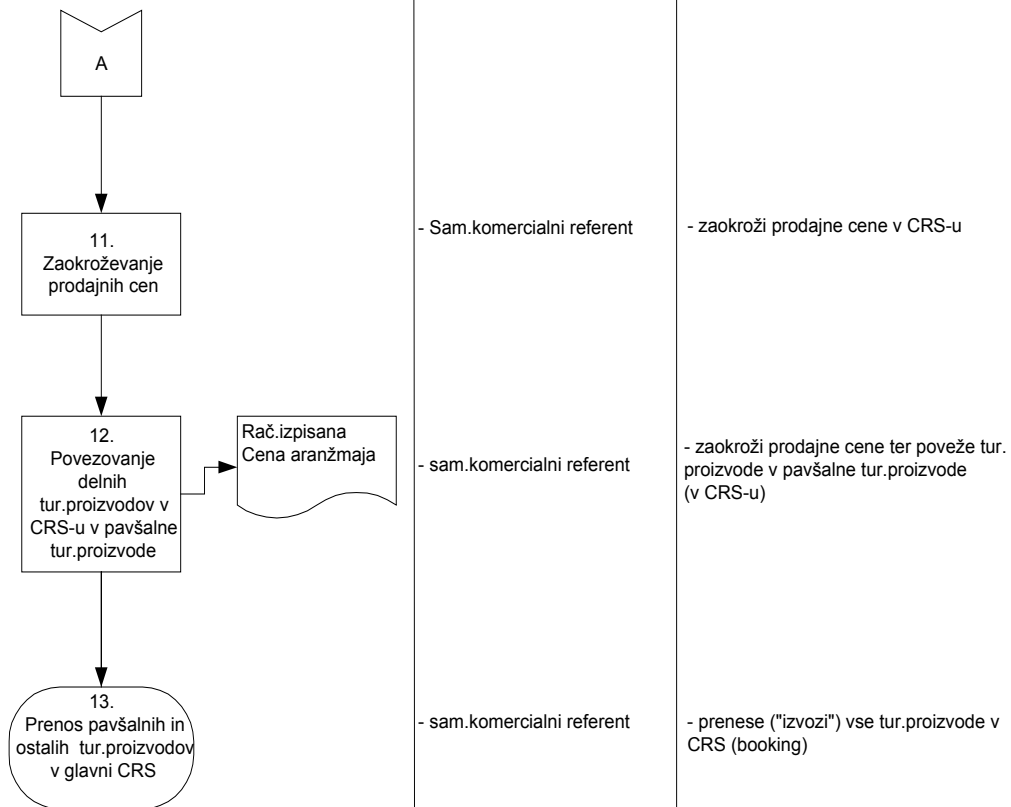 A
11.
Zaokroževanje
prodajnih cen
- Sam.komercialni referent
- zaokroži prodajne cene v CRS-u
12.
Povezovanje
delnih
tur.proizvodov v
CRS-u v pavšalne
tur.proizvode
Rač.izpisana
Cena aranžmaja
- sam.komercialni referent
- zaokroži prodajne cene ter poveže tur.
proizvode v pavšalne tur.proizvode
(v CRS-u)
13.
Prenos pavšalnih in
ostalih tur.proizvodov
v glavni CRS
- sam.komercialni referent
- prenese ("izvozi") vse tur.proizvode v
CRS (booking)